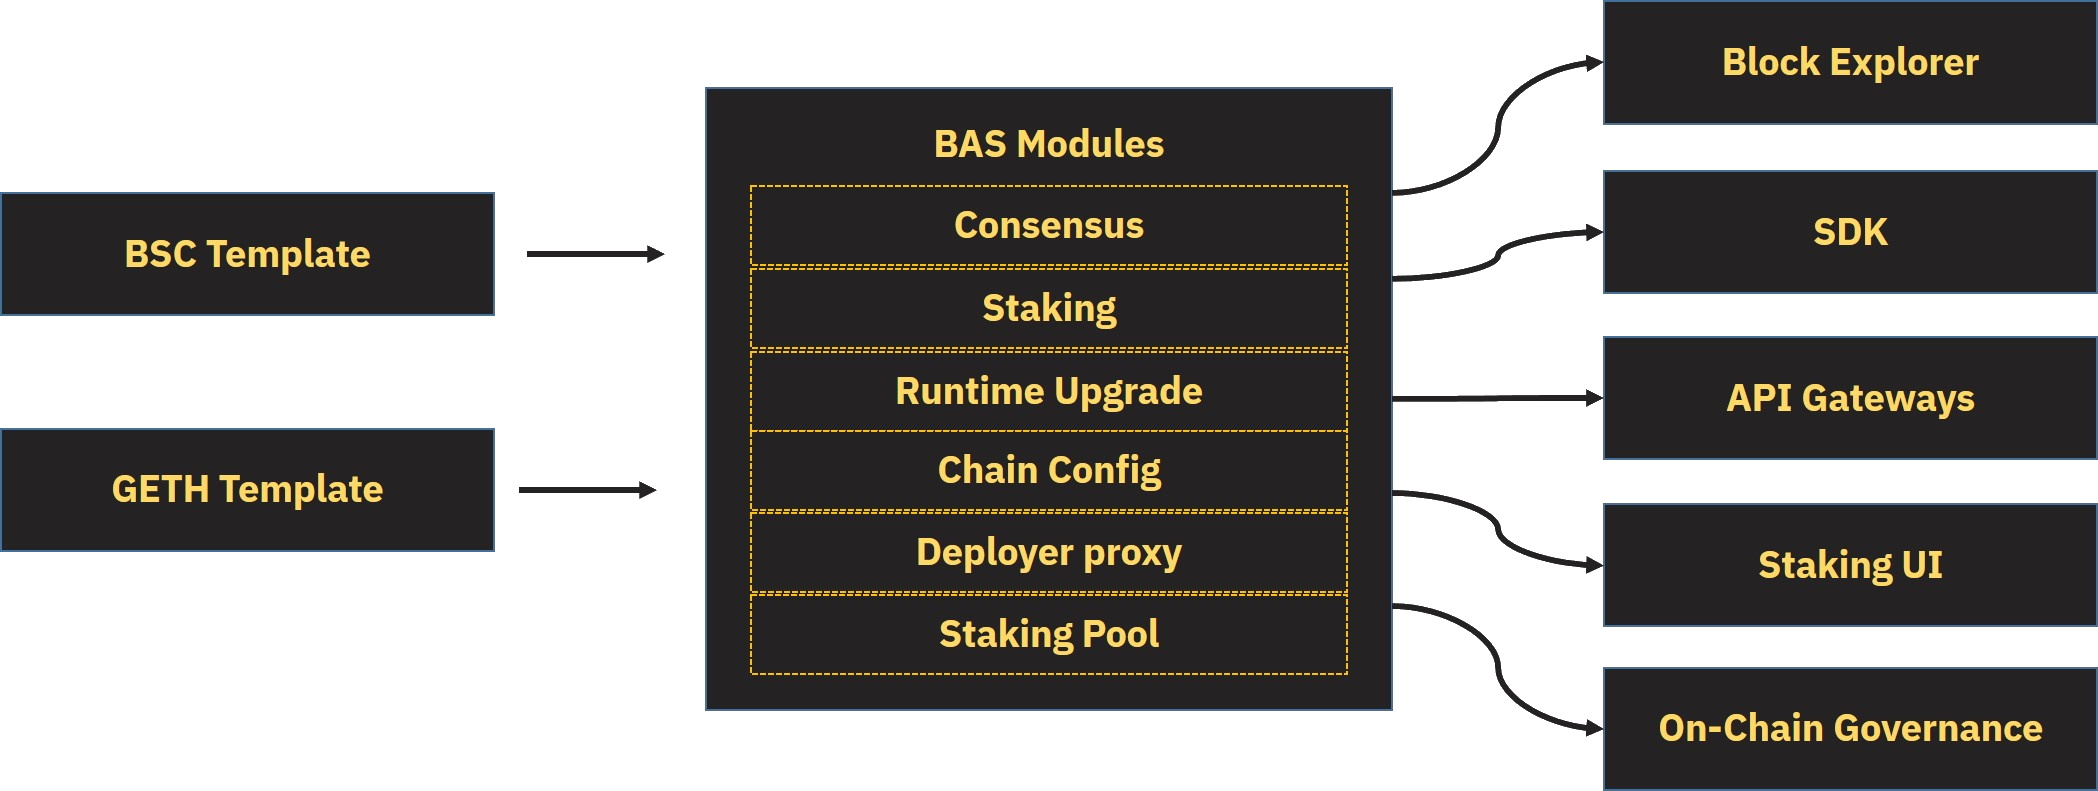 BSC Template
GETH Template
BAS Modules
Consensus
Staking
Runtime Upgrade
Chain Config
Deployer proxy
Staking Pool
Block Explorer
SDK
API Gateways
Staking UI
On-Chain Governance